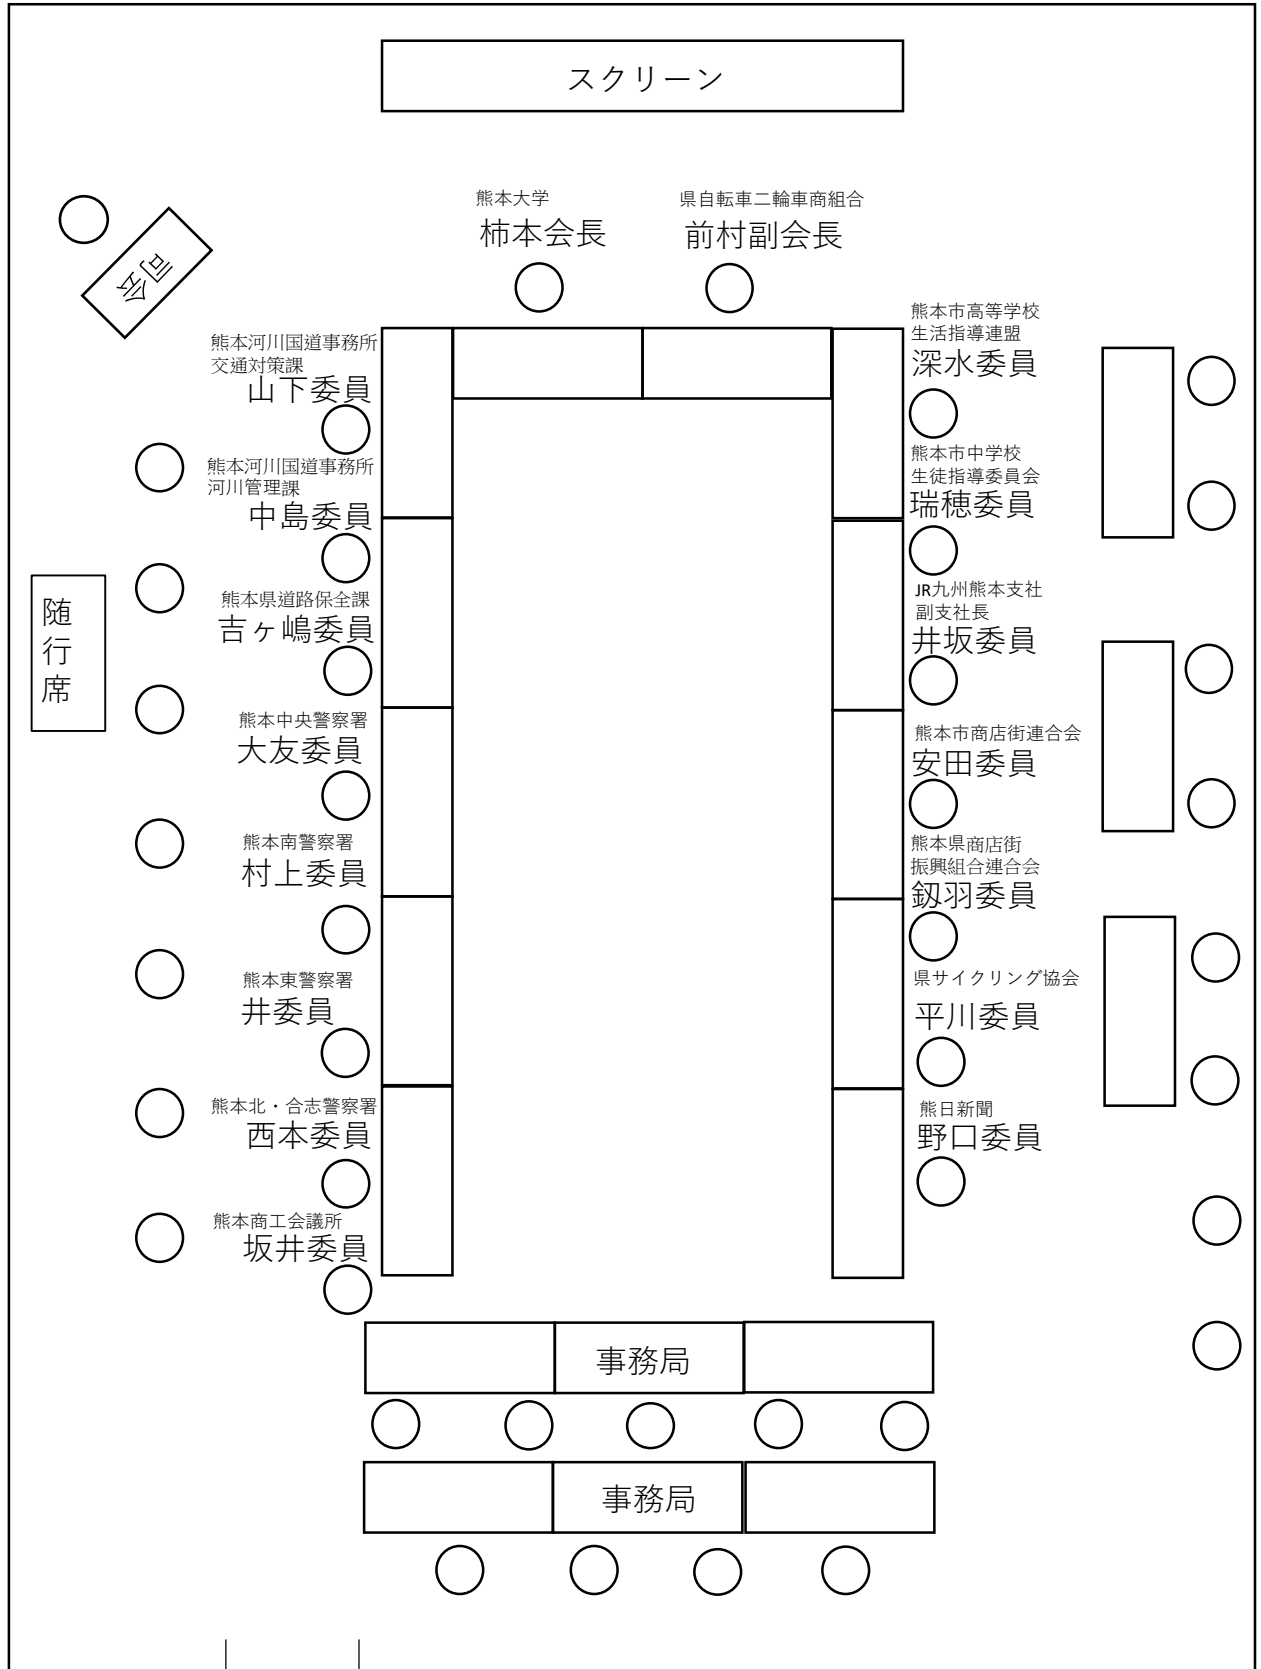 スクリーン
司会
熊本大学
柿本会長
県自転車二輪車商組合
前村副会長
熊本河川国道事務所
交通対策課
山下委員
熊本河川国道事務所
河川管理課
中島委員
熊本県道路保全課
吉ヶ嶋委員
熊本中央警察署
大友委員
熊本南警察署
村上委員
熊本東警察署
井委員
熊本北・合志警察署
西本委員
熊本商工会議所
坂井委員
随行席
熊本市高等学校
生活指導連盟
深水委員
熊本市中学校
生徒指導委員会
瑞穂委員
JR九州熊本支社
副支社長
井坂委員
熊本市商店街連合会
安田委員
熊本県商店街
振興組合連合会
釼羽委員
県サイクリング協会
平川委員
熊日新聞
野口委員
事務局
事務局